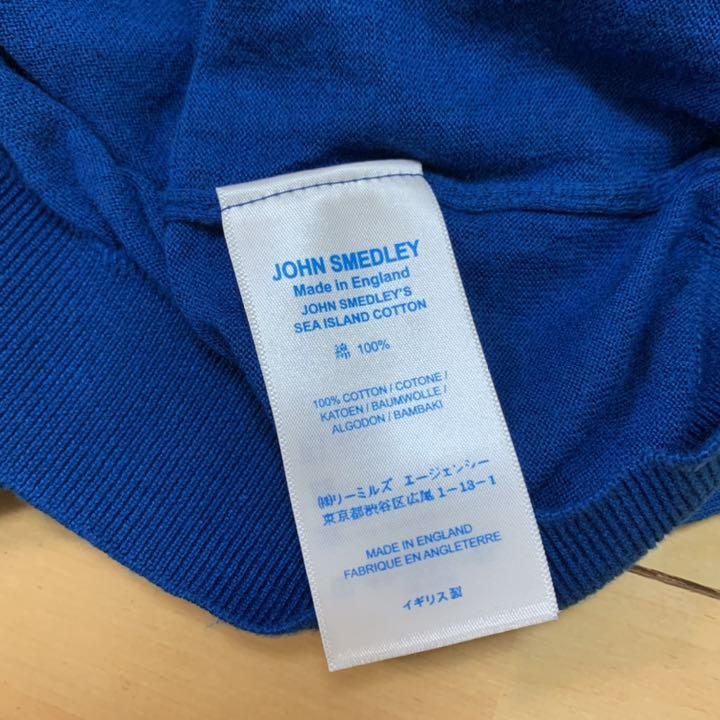 JOHN SMEDLEY
Made in England
JOHN SMEDLEY'S
SEA ISLAND COTTON
綿 100%
100% COTTON / COTONE /
KATOEN / BAUMWOLLE /
ALGODON / BAMBAKI
㈱リーミルズ エージェンシー
東京都渋谷区広尾 1-13-1
MADE IN ENGLAND
FABRIQUE EN ANGLETERRE
イギリス製